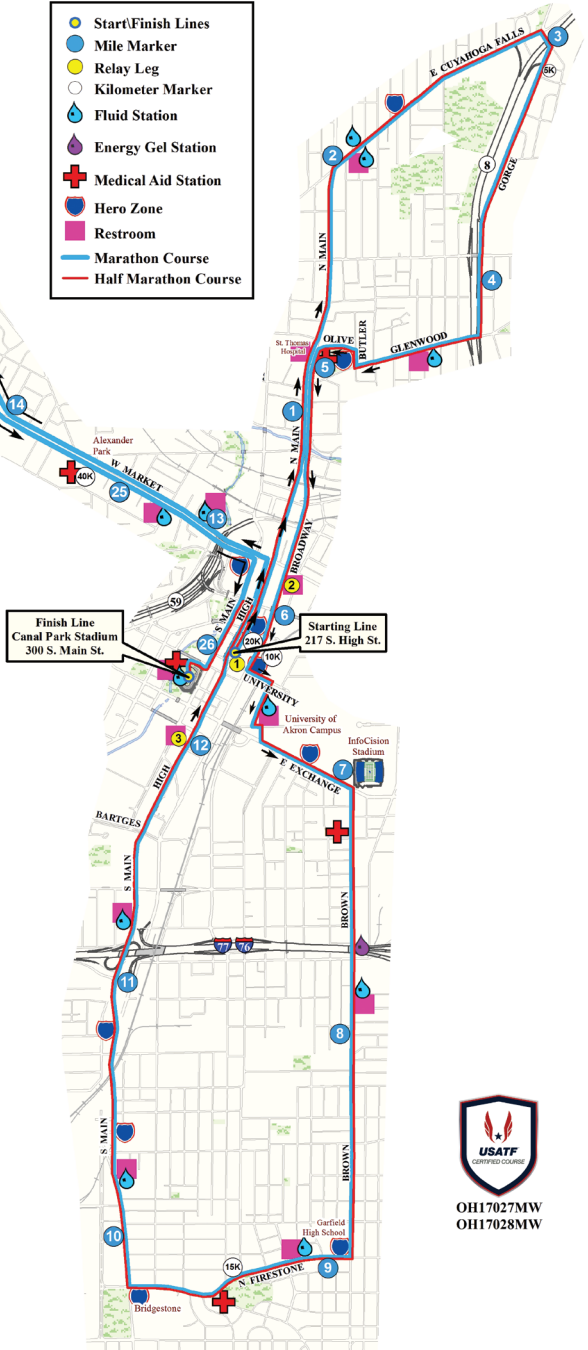 Start\Finish Lines
Mile Marker
Relay Leg
Kilometer Marker
Fluid Station
Energy Gel Station
Medical Aid Station
Hero Zone
Restroom
Marathon Course
Half Marathon Course
E CUYAHOGA FALLS
3
5K
2
8
GORGE
N MAIN
4
OLIVE
BUTLER
GLENWOOD
St. Thomas
Hospital
5
1
N MAIN
14
Alexander
Park
W MARKET
40K
25
13
BROADWAY
59
2
S MAIN
HIGH
6
Finish Line
Canal Park Stadium
300 S. Main St.
Starting Line
217 S. High St.
26
20K
1
10K
UNIVERSITY
University of
Akron Campus
3
12
InfoCision
Stadium
7
E EXCHANGE
HIGH
BARTGES
S MAIN
BROWN
77
76
11
8
S MAIN
BROWN
10
Garfield
High School
9
15K
N FIRESTONE
Bridgestone
USATF
CERTIFIED COURSE
OH17027MW
OH17028MW